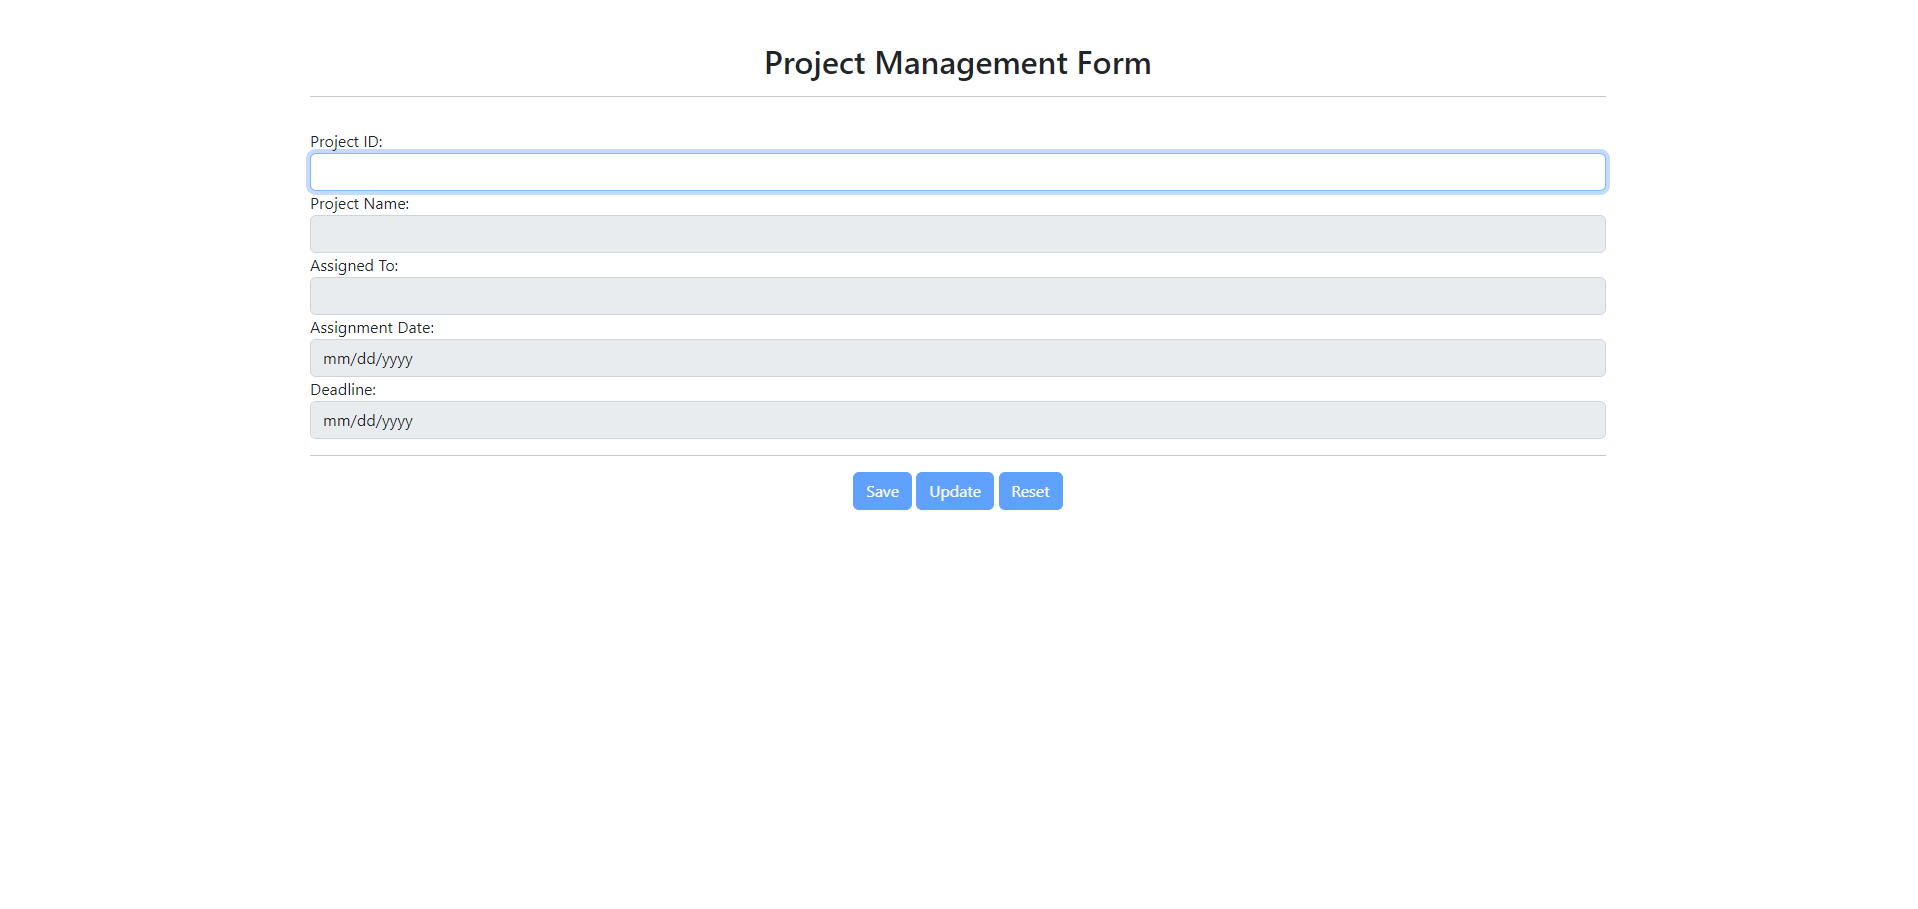 Project Management Form
Project ID:
Project Name:
Assigned To:
Assignment Date:
mm/dd/yyyy
Deadline:
mm/dd/yyyy
Save Update Reset